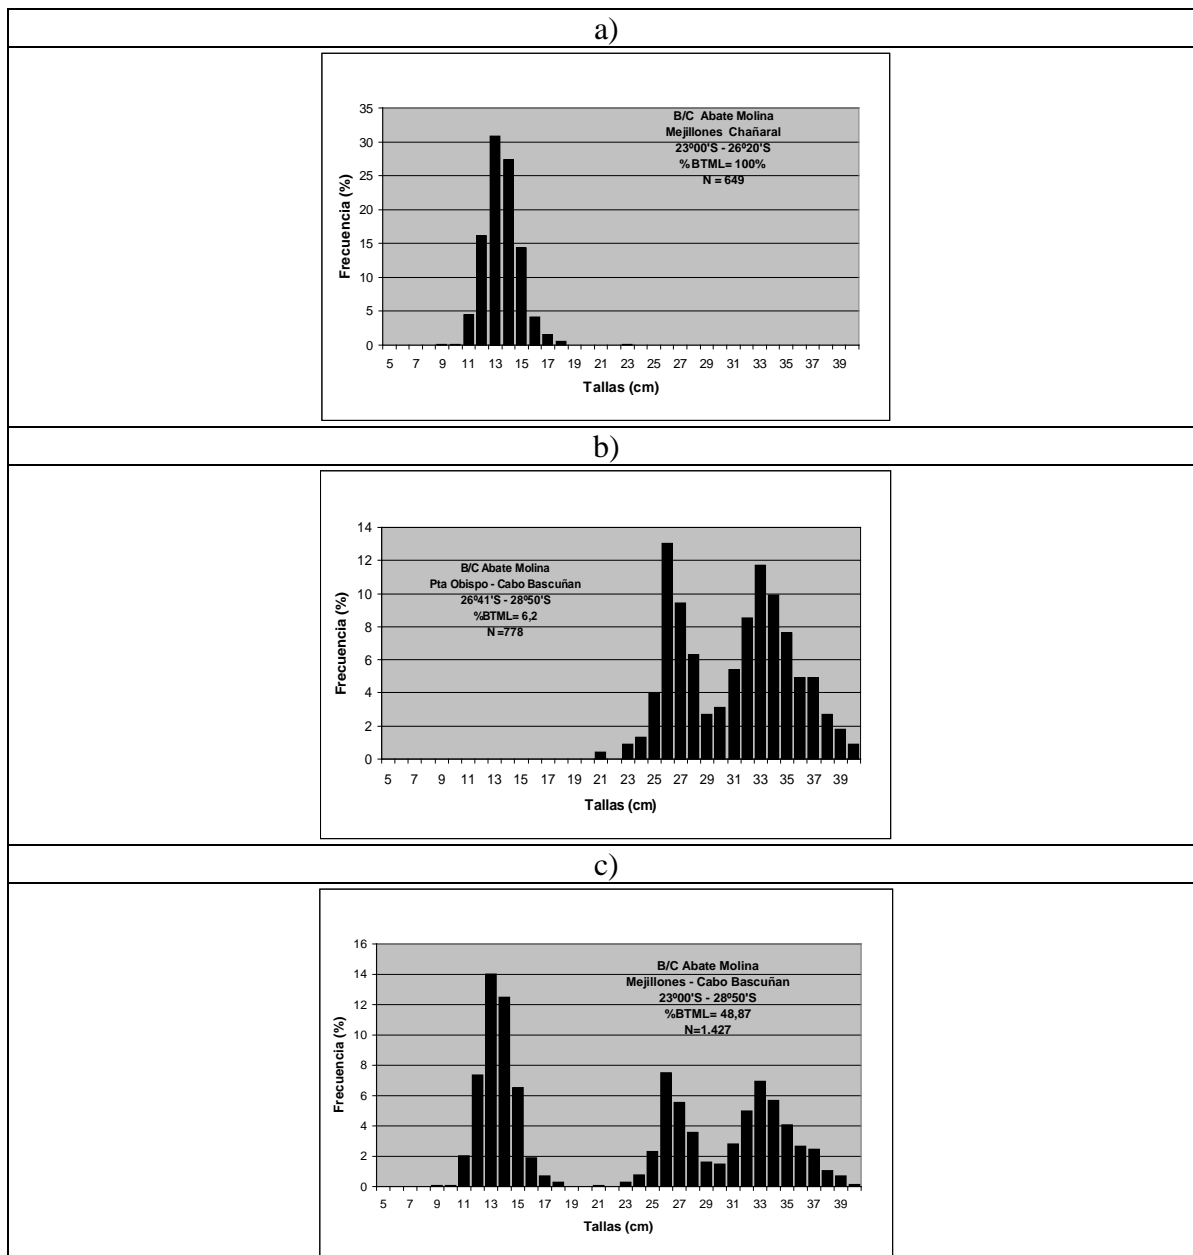 a)
B/C Abate Molina
Mejillones Chañaral
23º00'S - 26º20'S
%BTML= 100%
N = 649
Frecuencia (%)
35
30
25
20
15
10
5
0
5 7 9 11 13 15 17 19 21 23 25 27 29 31 33 35 37 39
Tallas (cm)
b)
B/C Abate Molina
Pta Obispo - Cabo Bascuñan
26º41'S - 28º50'S
%BTML= 6,2
N =778
Frecuencia (%)
14
12
10
8
6
4
2
0
5 7 9 11 13 15 17 19 21 23 25 27 29 31 33 35 37 39
Tallas (cm)
c)
B/C Abate Molina
Mejillones - Cabo Bascuñan
23º00'S - 28º50'S
%BTML= 48,87
N=1.427
Frecuencia (%)
16
14
12
10
8
6
4
2
0
5 7 9 11 13 15 17 19 21 23 25 27 29 31 33 35 37 39
Tallas (cm)